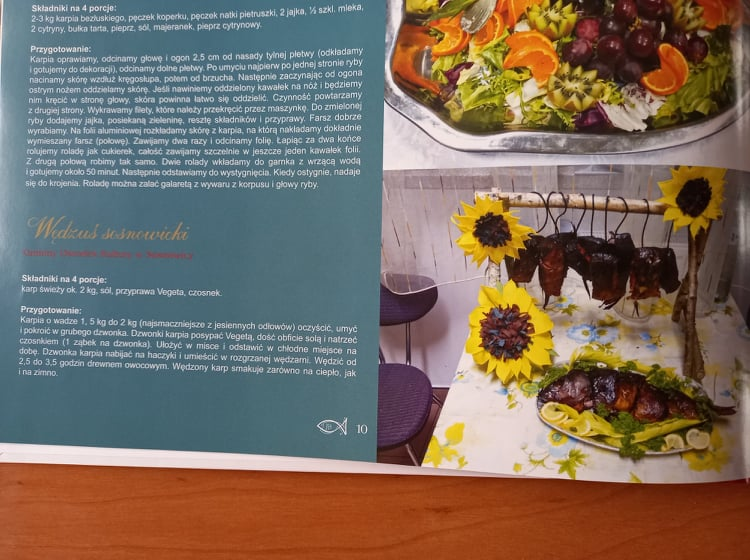 Składniki na 4 porcje:
2-3 kg karpia bezłuskiego, pęczek koperku, pęczek natki pietruszki, 2 jajka, ½ szkl. mleka,
2 cytryny, bułka tarta, pieprz, sól, majeranek, pieprz cytrynowy.
Przygotowanie:
Karpia oprawiamy, odcinamy głowę i ogon 2,5 cm od nasady tylnej płetwy (odkładamy
i gotujemy do dekoracji), odcinamy dolne płetwy. Po umyciu najpierw po jednej stronie ryby
nacinamy skórę wzdłuż kręgosłupa, potem od brzucha. Następnie zaczynając od ogona
ostrym nożem oddzielamy skórę. Jeśli nawiniemy oddzielony kawałek na nóż i będziemy
nim kręcić w stronę głowy, skóra powinna łatwo się oddzielić. Czynność powtarzamy
z drugiej strony. Wykrawamy filety, które należy przekręcić przez maszynkę. Do zmielonej
ryby dodajemy jajka, posiekaną zieleninę, resztę składników i przyprawy. Farsz dobrze
wyrabiamy. Na folii aluminiowej rozkładamy skórę z karpia, na którą nakładamy dokładnie
wymieszany farsz (połowę). Zawijamy dwa razy i odcinamy folię. Łapiąc za dwa końce
rolujemy roladę jak cukierek, całość zawijamy szczelnie w jeszcze jeden kawałek folii.
Z drugą połową robimy tak samo. Dwie rolady wkładamy do garnka z wrzącą wodą
i gotujemy około 50 minut. Następnie odstawiamy do wystygnięcia. Kiedy ostygnie, nadaje
się do krojenia. Roladę można zalać galaretą z wywaru z korpusu i głowy ryby.
Wędzuś sosnowicki
Gminny Ośrodek Kultury w Sosnowicy
Składniki na 4 porcje:
karp świeży ok. 2 kg, sól, przyprawa Vegeta, czosnek.
Przygotowanie:
Karpia o wadze 1, 5 kg do 2 kg (najsmaczniejsze z jesiennych odłowów) oczyścić, umyć
i pokroić w grubego dzwonka. Dzwonki karpia posypać Vegetą, dość obficie solą i natrzeć
czosnkiem (1 ząbek na dzwonka). Ułożyć w misce i odstawić w chłodne miejsce na
dobę. Dzwonka karpia nabijać na haczyki i umieścić w rozgrzanej wędzarni. Wędzić od
2,5 do 3,5 godzin drewnem owocowym. Wędzony karp smakuje zarówno na ciepło, jak
i na zimno.
10